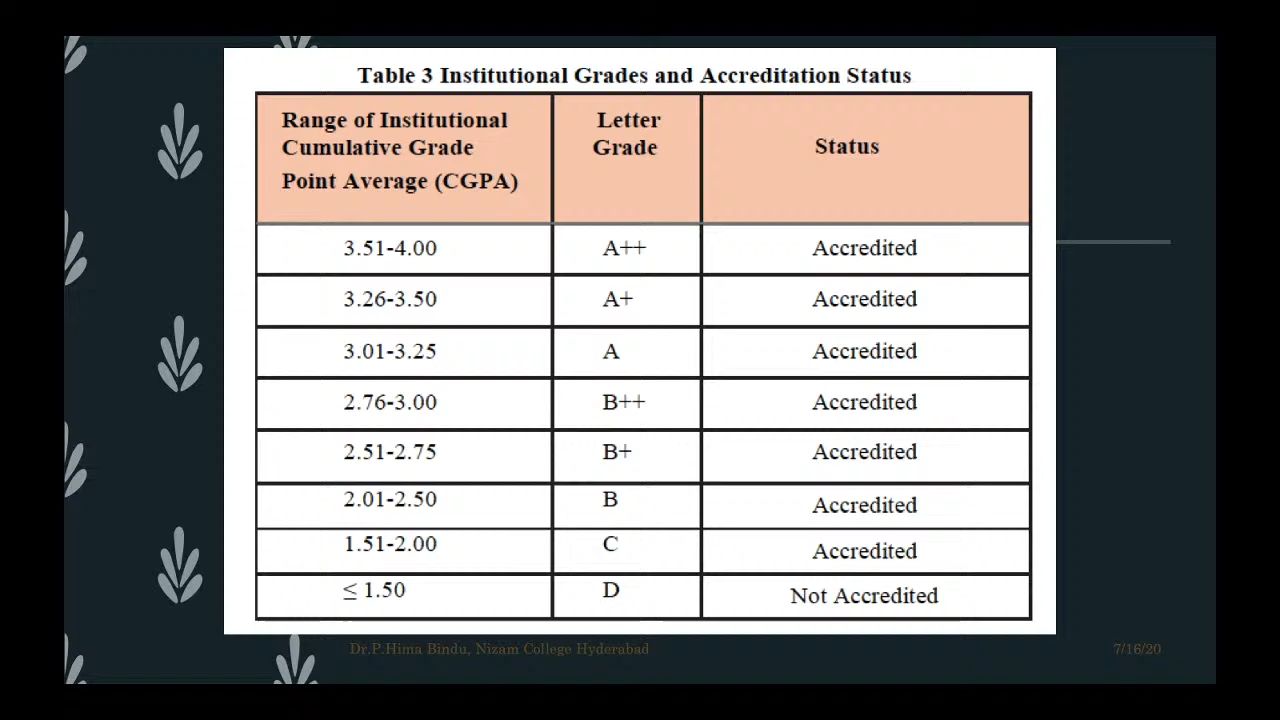 Table 3 Institutional Grades and Accreditation Status
Range of Institutional Cumulative Grade Point Average (CGPA) Letter Grade Status
3.51-4.00 A++ Accredited
3.26-3.50 A+ Accredited
3.01-3.25 A Accredited
2.76-3.00 B++ Accredited
2.51-2.75 B+ Accredited
2.01-2.50 B Accredited
1.51-2.00 C Accredited
≤ 1.50 D Not Accredited
Dr.P.Hima Bindu, Nizam College Hyderabad 7/16/20